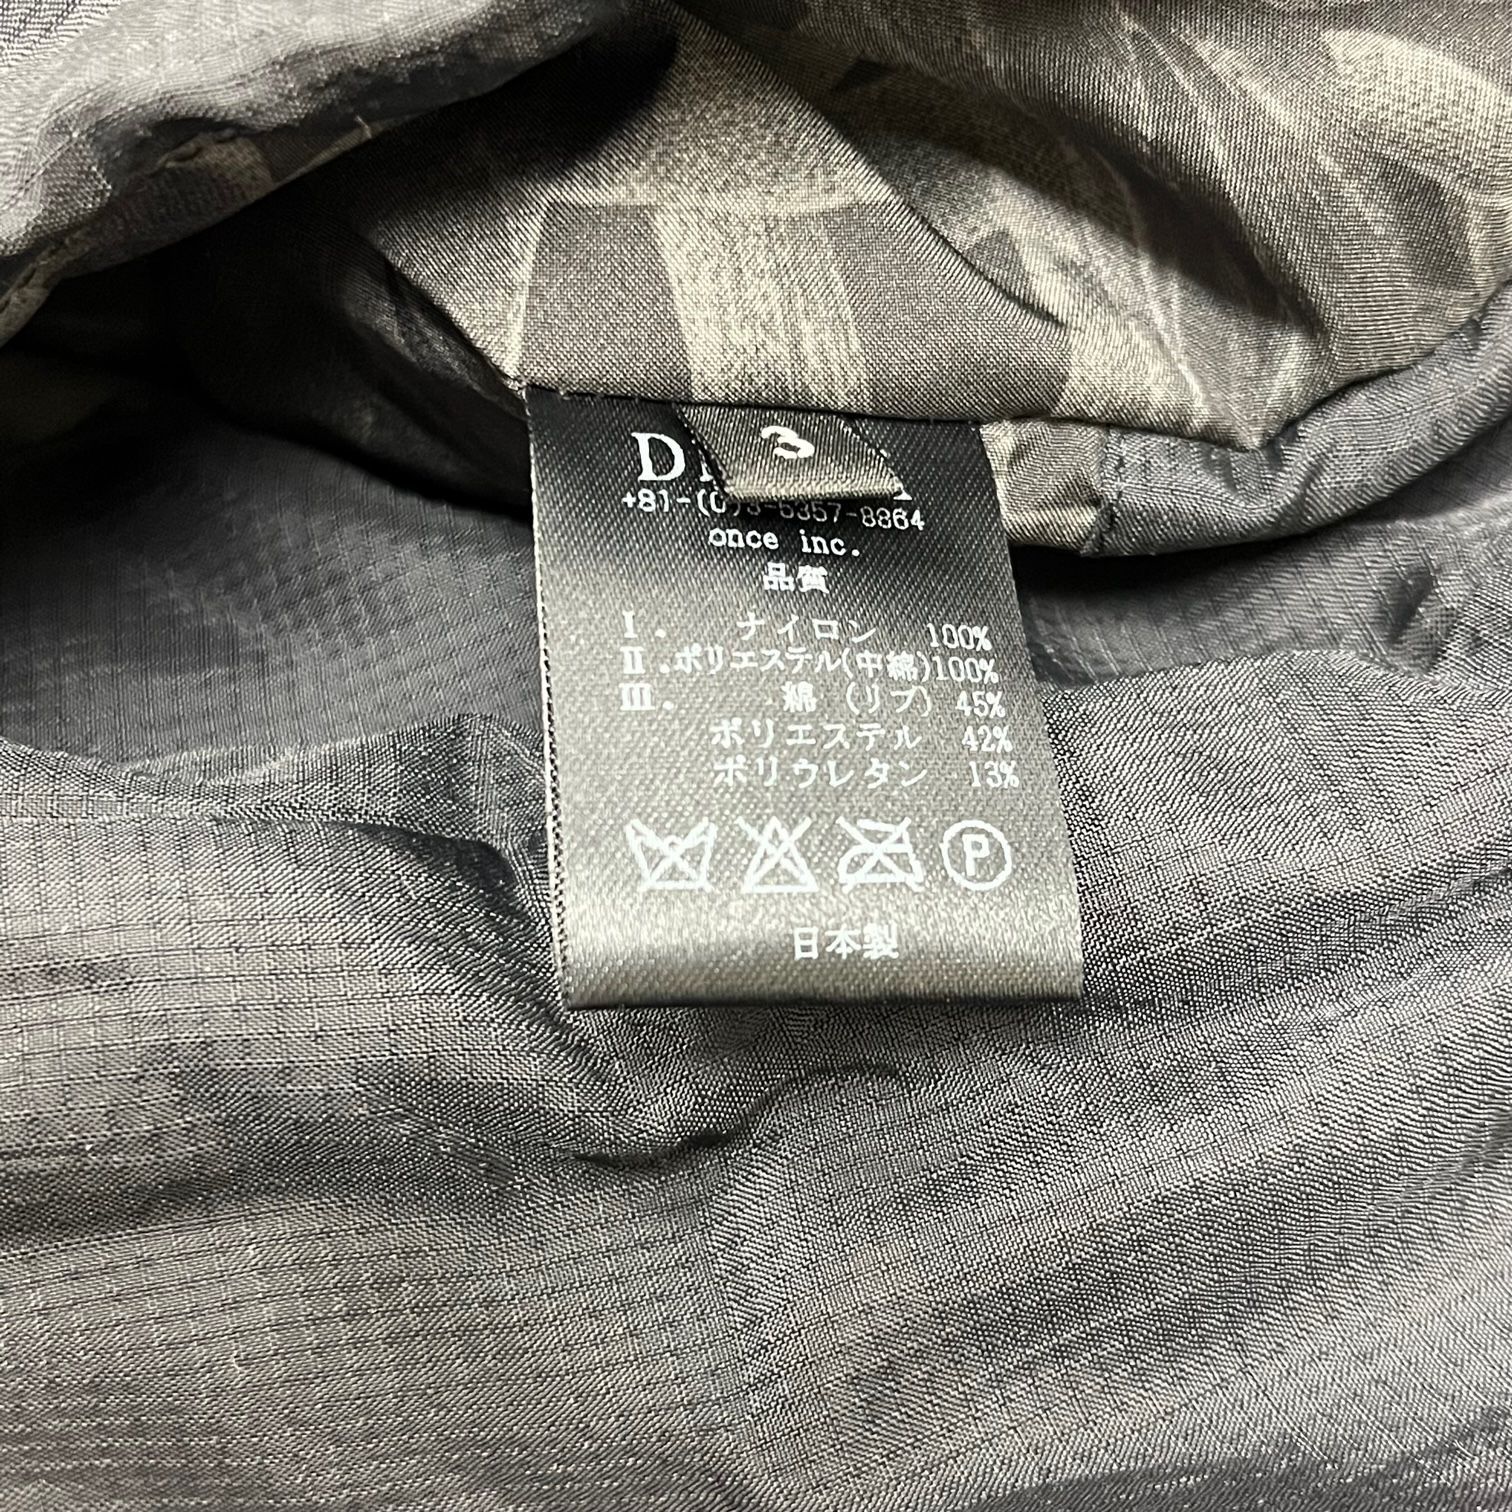 3
+81-(0)3-5357-8864
once inc.
品質
I. ナイロン 100%
II.ポリエステル(中綿)100%
III. 綿 (リブ) 45%
ポリエステル 42%
ポリウレタン 13%
P
日本製